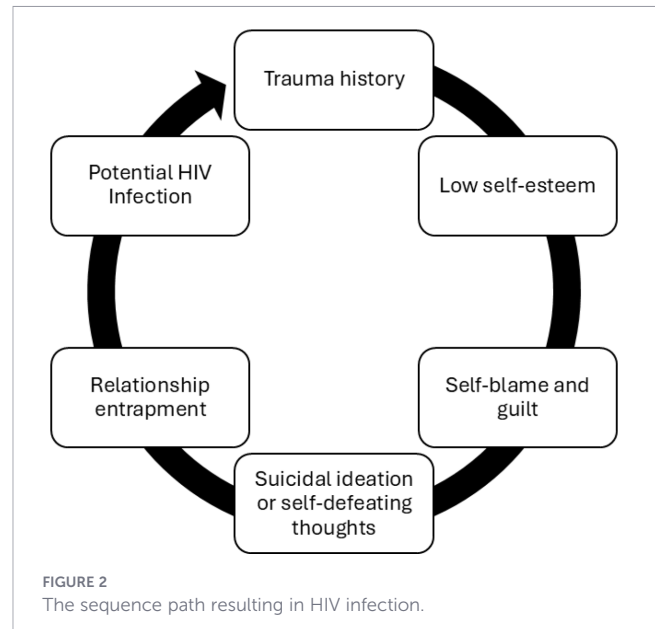 Trauma history
Low self-esteem
Self-blame and
guilt
Suicidal ideation
or self-defeating
thoughts
Relationship
entrapment
Potential HIV
Infection
FIGURE 2
The sequence path resulting in HIV infection.